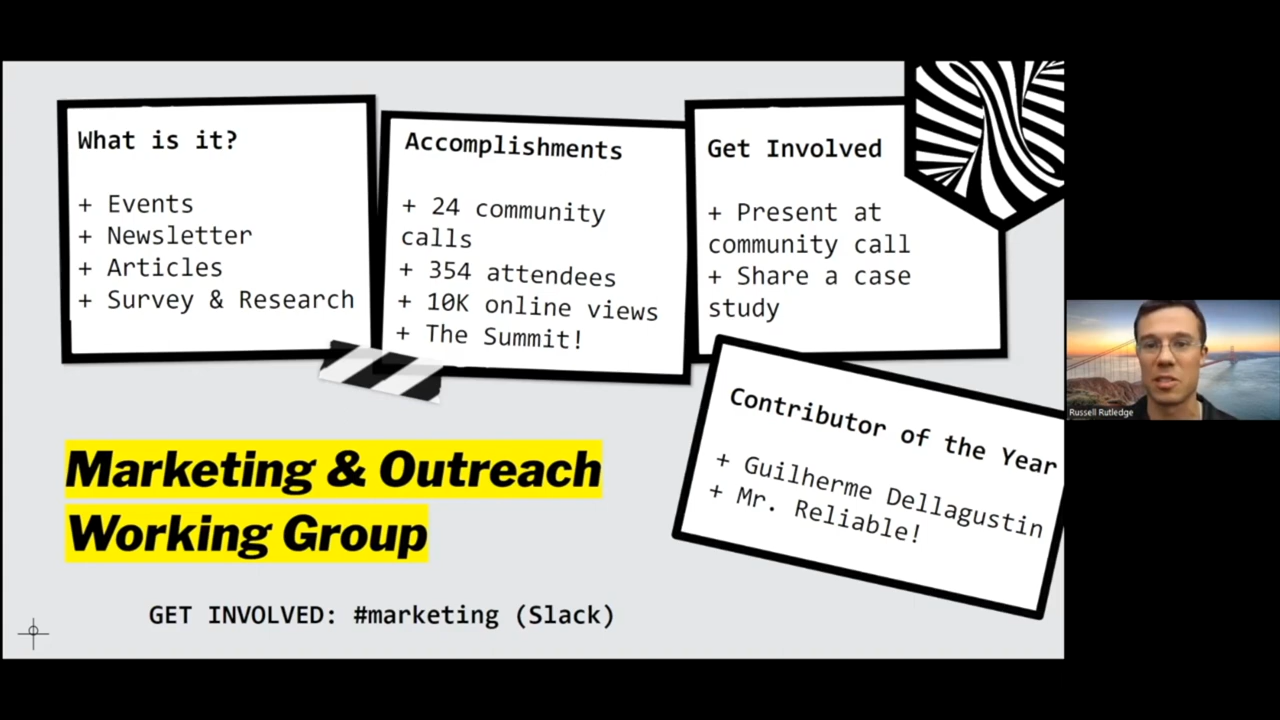 What is it?
+ Events
+ Newsletter
+ Articles
+ Survey & Research
Accomplishments
+ 24 community
calls
+ 354 attendees
+ 10K online views
+ The Summit!
Get Involved
+ Present at
community call
+ Share a case
study
Contributor of the Year
+ Guilherme Dellagustin
+ Mr. Reliable!
Marketing & Outreach
Working Group
GET INVOLVED: #marketing (Slack)
Russell Rutledge